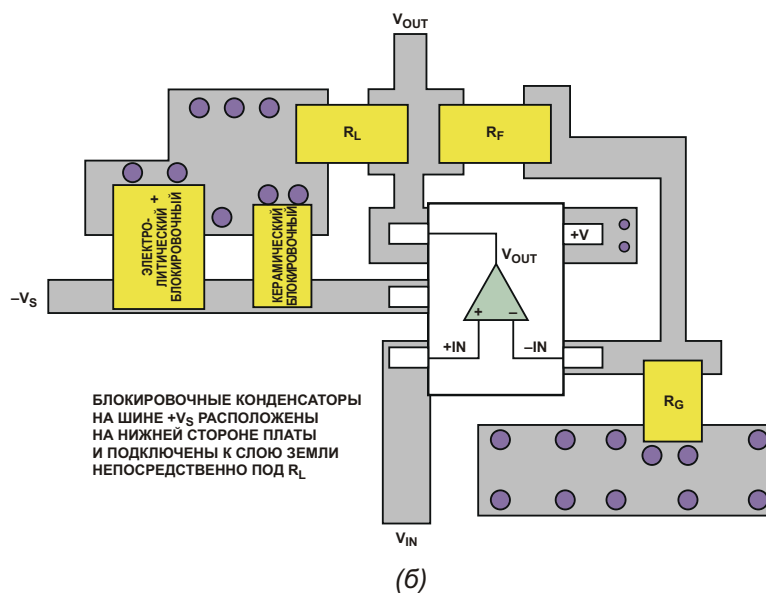 VOUT
RL
RF
ЭЛЕКТРО-
ЛИТИЧЕСКИЙ +
БЛОКИРОВОЧНЫЙ
КЕРАМИЧЕСКИЙ
БЛОКИРОВОЧНЫЙ
+V
VOUT
–VS
+ –
+IN –IN
БЛОКИРОВОЧНЫЕ КОНДЕНСАТОРЫ
НА ШИНЕ +VS РАСПОЛОЖЕНЫ
НА НИЖНЕЙ СТОРОНЕ ПЛАТЫ
И ПОДКЛЮЧЕНЫ К СЛОЮ ЗЕМЛИ
НЕПОСРЕДСТВЕННО ПОД RL
RG
VIN
(б)